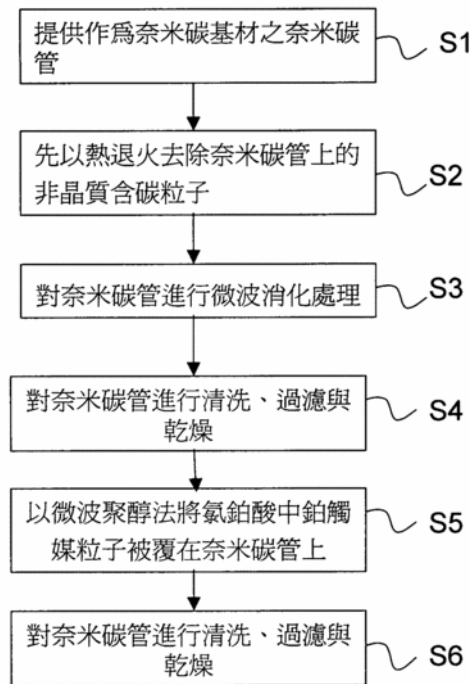 提供作爲奈米碳基材之奈米碳
管
S1
先以熱退火去除奈米碳管上的
非晶質含碳粒子
S2
對奈米碳管進行微波消化處理
S3
對奈米碳管進行清洗、過濾與
乾燥
S4
以微波聚醇法將氯鉑酸中鉑觸
媒粒子被覆在奈米碳管上
S5
對奈米碳管進行清洗、過濾與
乾燥
S6